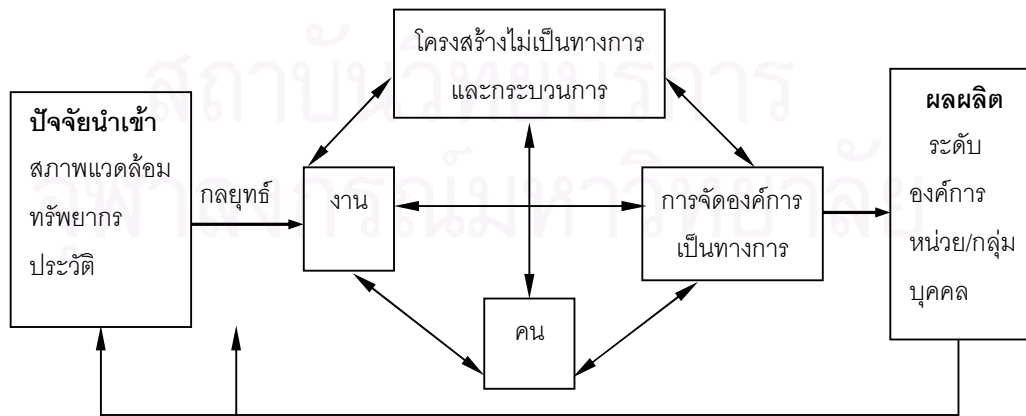 โครงสร้างไม่เป็นทางการ
และกระบวนการ
ปัจจัยนำเข้า
สภาพแวดล้อม
ทรัพยากร
ประวัติ
กลยุทธ์
งาน
การจัดองค์การ
เป็นทางการ
คน
ผลผลิต
ระดับ
องค์การ
หน่วย/กลุ่ม
บุคคล
สถาบันวิทยบริการ
จุฬาลงกรณ์มหาวิทยาลัย